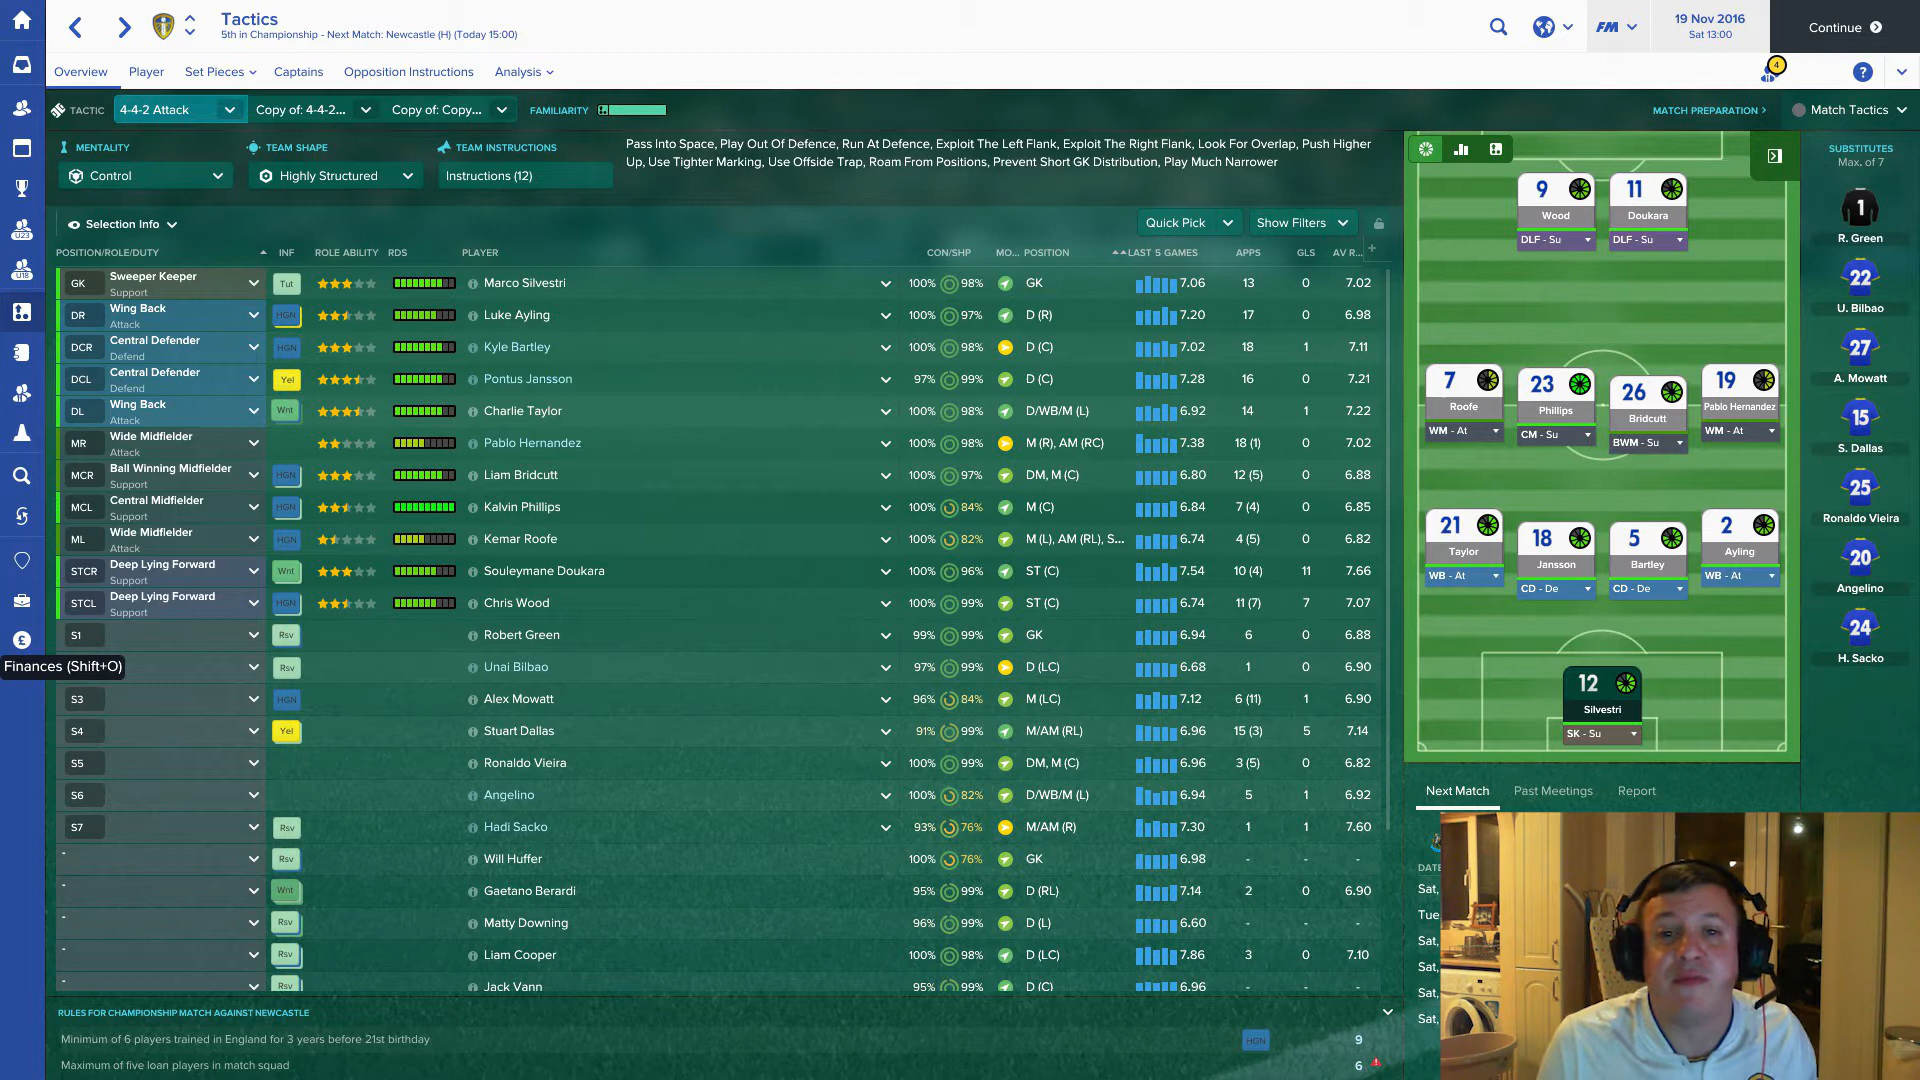 Tactics
5th in Championship - Next Match: Newcastle (H) (Today 15:00)
FM
19 Nov 2016
Sat 13:00
Continue
Overview
Player
Set Pieces
Captains
Opposition Instructions
Analysis
4
?
TACTIC
4-4-2 Attack
Copy of: 4-4-2...
Copy of: Copy...
FAMILIARITY
MATCH PREPARATION >
Match Tactics
MENTALITY
TEAM SHAPE
TEAM INSTRUCTIONS
Control
Highly Structured
Instructions (12)
Pass Into Space, Play Out Of Defence, Run At Defence, Exploit The Left Flank, Exploit The Right Flank, Look For Overlap, Push Higher
Up, Use Tighter Marking, Use Offside Trap, Roam From Positions, Prevent Short GK Distribution, Play Much Narrower
Selection Info
Quick Pick
Show Filters
POSITION/ROLE/DUTY INF ROLE ABILITY RDS PLAYER CON/SHP MO... POSITION LAST 5 GAMES APPS GLS AV R...
GK Sweeper Keeper Support Tut Marco Silvestri 100% 98% GK 7.06 13 0 7.02
DR Wing Back Attack HGN Luke Ayling 100% 97% D (R) 7.20 17 0 6.98
DCR Central Defender Defend HGN Kyle Bartley 100% 98% D (C) 7.02 18 1 7.11
DCL Central Defender Defend Yel Pontus Jansson 97% 99% D (C) 7.28 16 0 7.21
DL Wing Back Attack Wnt Charlie Taylor 100% 98% D/WB/M (L) 6.92 14 1 7.22
MR Wide Midfielder Attack Pablo Hernandez 100% 98% M (R), AM (RC) 7.38 18 (1) 0 7.02
MCR Ball Winning Midfielder Support HGN Liam Bridcutt 100% 97% DM, M (C) 6.80 12 (5) 0 6.88
MCL Central Midfielder Support HGN Kalvin Phillips 100% 84% M (C) 6.84 7 (4) 0 6.85
ML Wide Midfielder Attack HGN Kemar Roofe 100% 82% M (L), AM (RL), S... 6.74 4 (5) 0 6.82
STCR Deep Lying Forward Support Wnt Souleymane Doukara 100% 96% ST (C) 7.54 10 (4) 11 7.66
STCL Deep Lying Forward Support HGN Chris Wood 100% 99% ST (C) 6.74 11 (7) 7 7.07
S1 Rsv Robert Green 99% 99% GK 6.94 6 0 6.88
Finances (Shift+O)
Rsv Unai Bilbao 97% 99% D (LC) 6.68 1 0 6.90
S3 HGN Alex Mowatt 96% 84% M (LC) 7.12 6 (11) 1 6.90
S4 Yel Stuart Dallas 91% 99% M/AM (RL) 6.96 15 (3) 5 7.14
S5 Ronaldo Vieira 100% 99% DM, M (C) 6.96 3 (5) 0 6.82
S6 Angelino 100% 82% D/WB/M (L) 6.94 5 1 6.92
S7 Rsv Hadi Sacko 93% 76% M/AM (R) 7.30 1 1 7.60
- Rsv Will Huffer 100% 76% GK 6.98 - - -
- Wnt Gaetano Berardi 95% 99% D (RL) 7.14 2 0 6.90
- Rsv Matty Downing 96% 99% D (L) 6.60 - - -
- Rsv Liam Cooper 100% 98% D (LC) 7.86 3 0 7.10
- Rsv Jack Vann 95% 99% D (C) 6.96 - - -
RULES FOR CHAMPIONSHIP MATCH AGAINST NEWCASTLE
Minimum of 6 players trained in England for 3 years before 21st birthday HGN 9
Maximum of five loan players in match squad 6
9 Wood DLF - Su
11 Doukara DLF - Su
7 Roofe WM - At
23 Phillips CM - Su
26 Bridcutt BWM - Su
19 Pablo Hernandez WM - At
21 Taylor WB - At
18 Jansson CD - De
5 Bartley CD - De
2 Ayling WB - At
12 Silvestri SK - Su
SUBSTITUTES
Max. of 7
1
R. Green
22
U. Bilbao
27
A. Mowatt
15
S. Dallas
25
Ronaldo Vieira
20
Angelino
24
H. Sacko
Next Match
Past Meetings
Report
DATE
Sat,
Tue
Sat,
Sat,
Sat,
Sat,